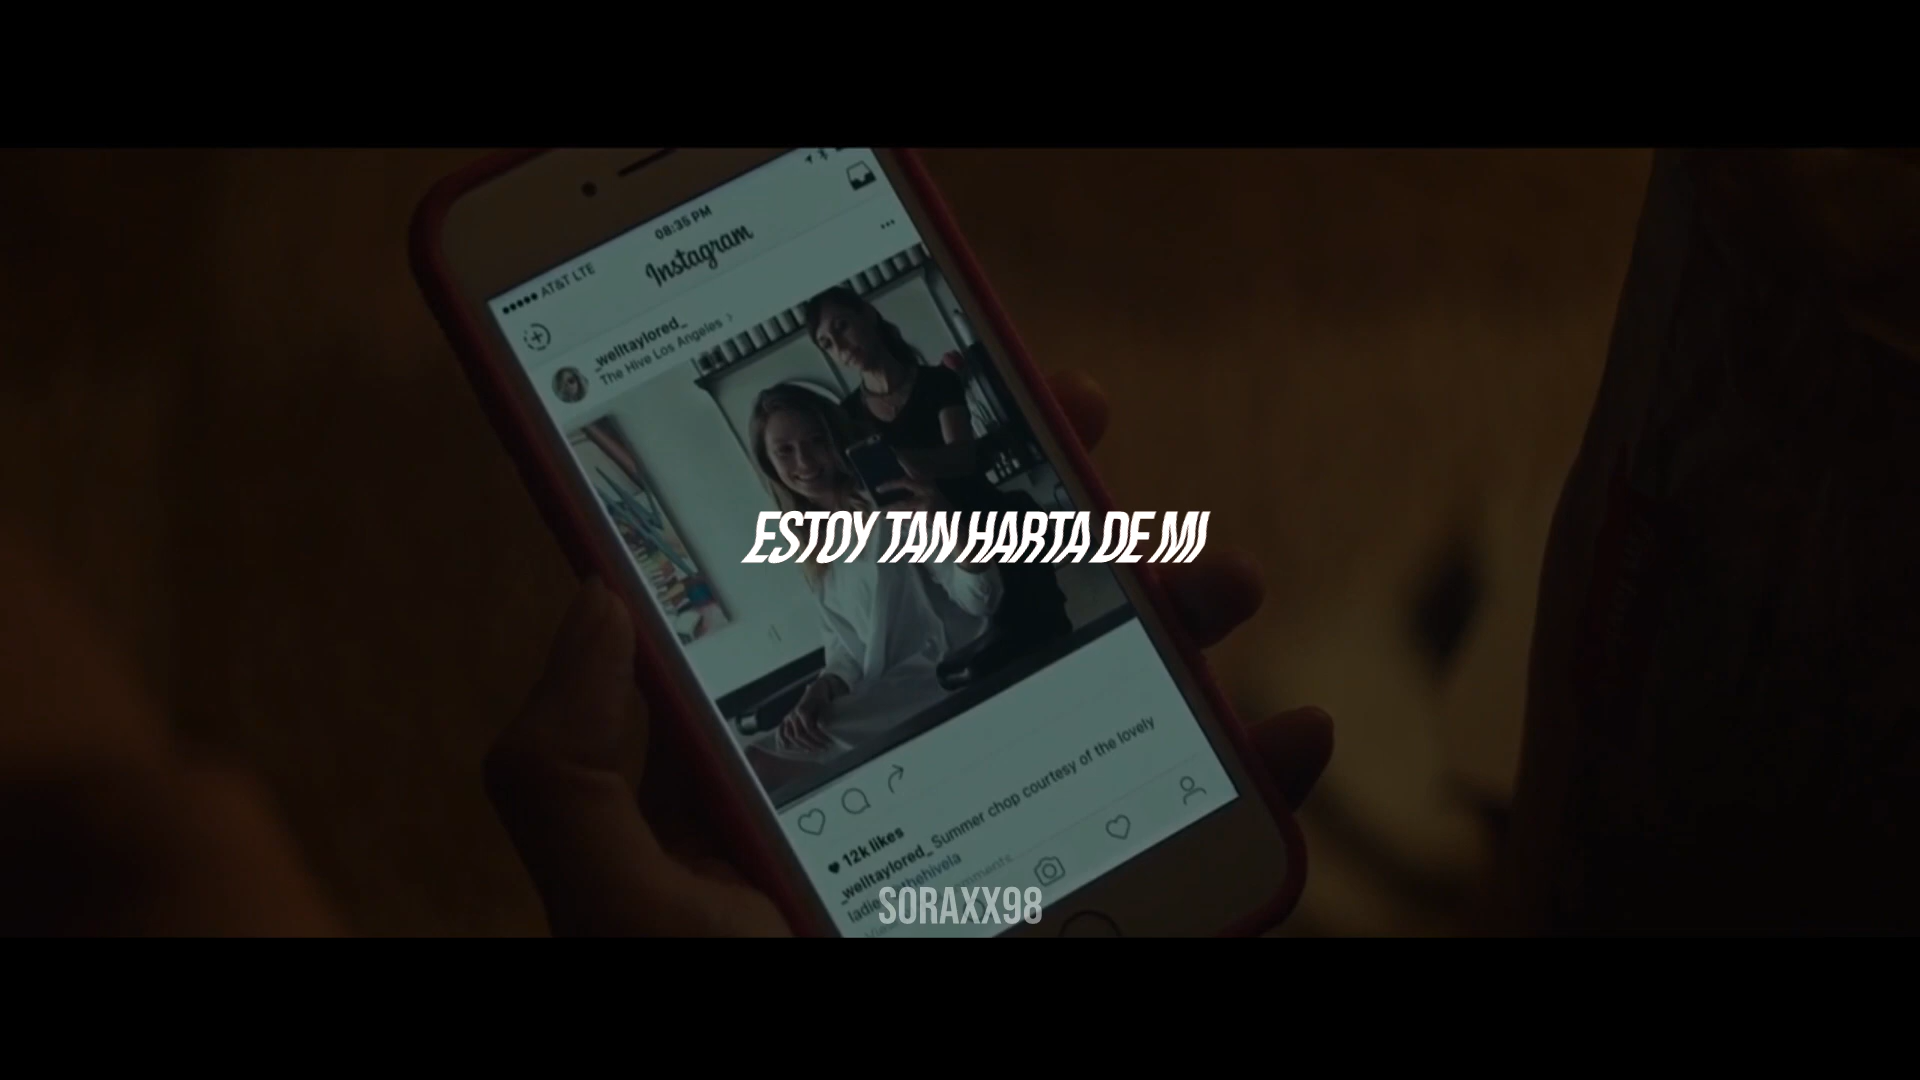 AT&T LTE
08:35 PM
Instagram
_welltaylored_
The Hive Los Angeles >
ESTOY TAN HARTA DE MI
12k likes
_welltaylored_ Summer chop courtesy of the lovely
SORAXX98